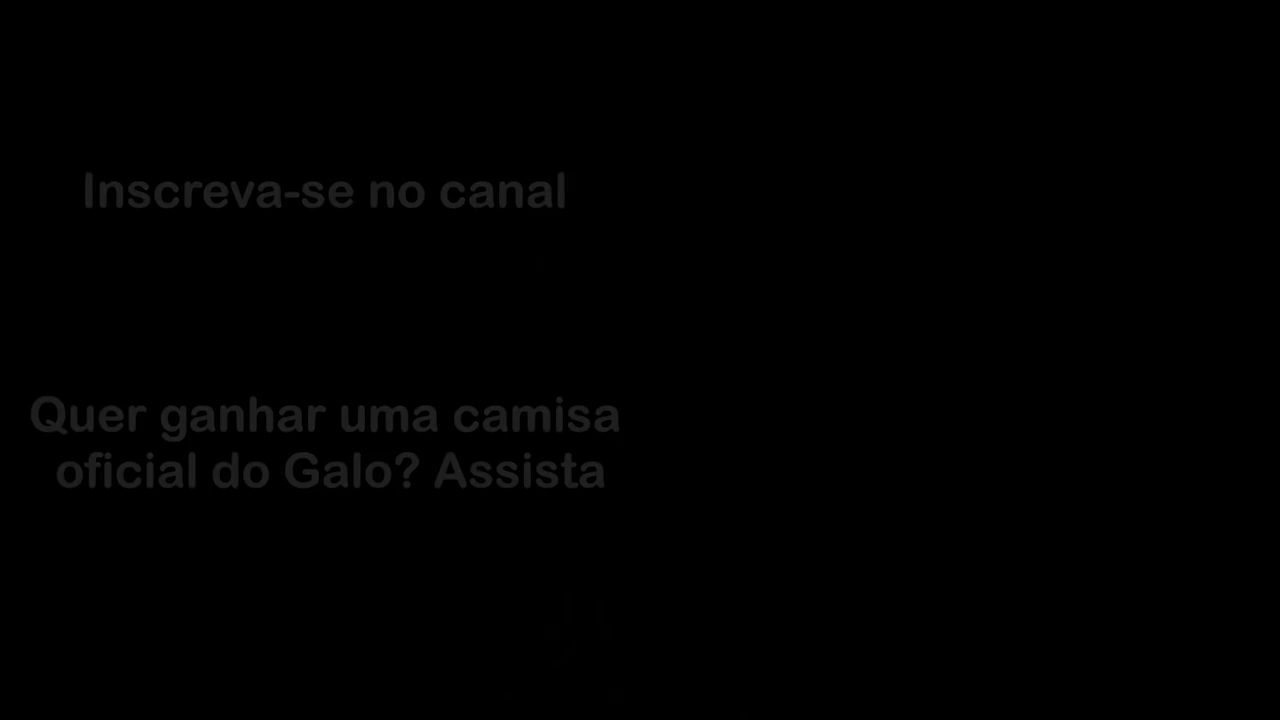 Inscreva-se no canal
Quer ganhar uma camisa
oficial do Galo? Assista